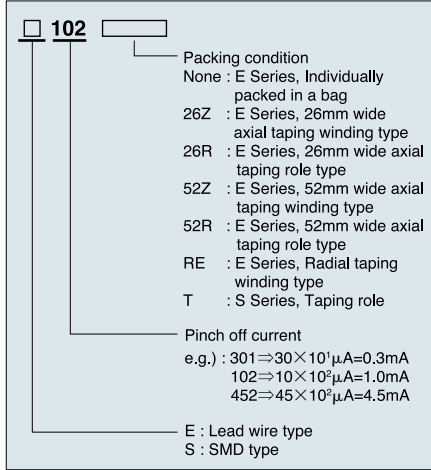 □ 102
Packing condition
None : E Series, Individually
packed in a bag
26Z : E Series, 26mm wide
axial taping winding type
26R : E Series, 26mm wide axial
taping role type
52Z : E Series, 52mm wide axial
taping winding type
52R : E Series, 52mm wide axial
taping role type
RE : E Series, Radial taping
winding type
T : S Series, Taping role
Pinch off current
e.g.) : 301⇒30×10¹μA=0.3mA
102⇒10×10²μA=1.0mA
452⇒45×10²μA=4.5mA
E : Lead wire type
S : SMD type